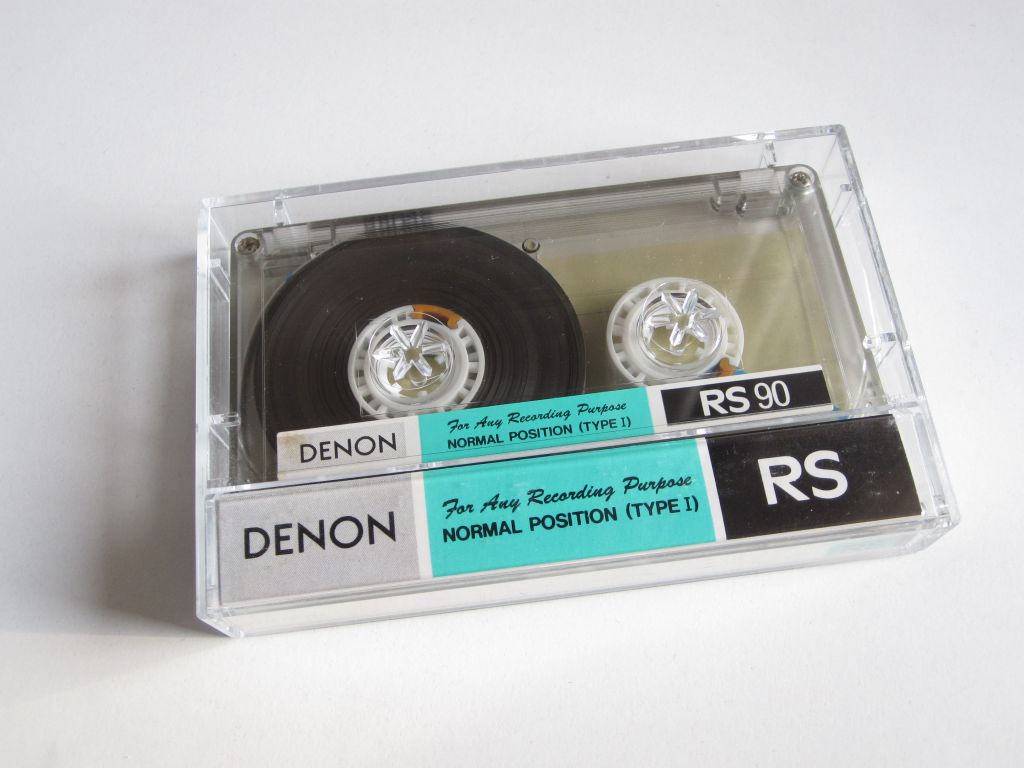 DENON
For Any Recording Purpose
NORMAL POSITION (TYPE I)
RS 90
DENON
For Any Recording Purpose
NORMAL POSITION (TYPE I)
RS